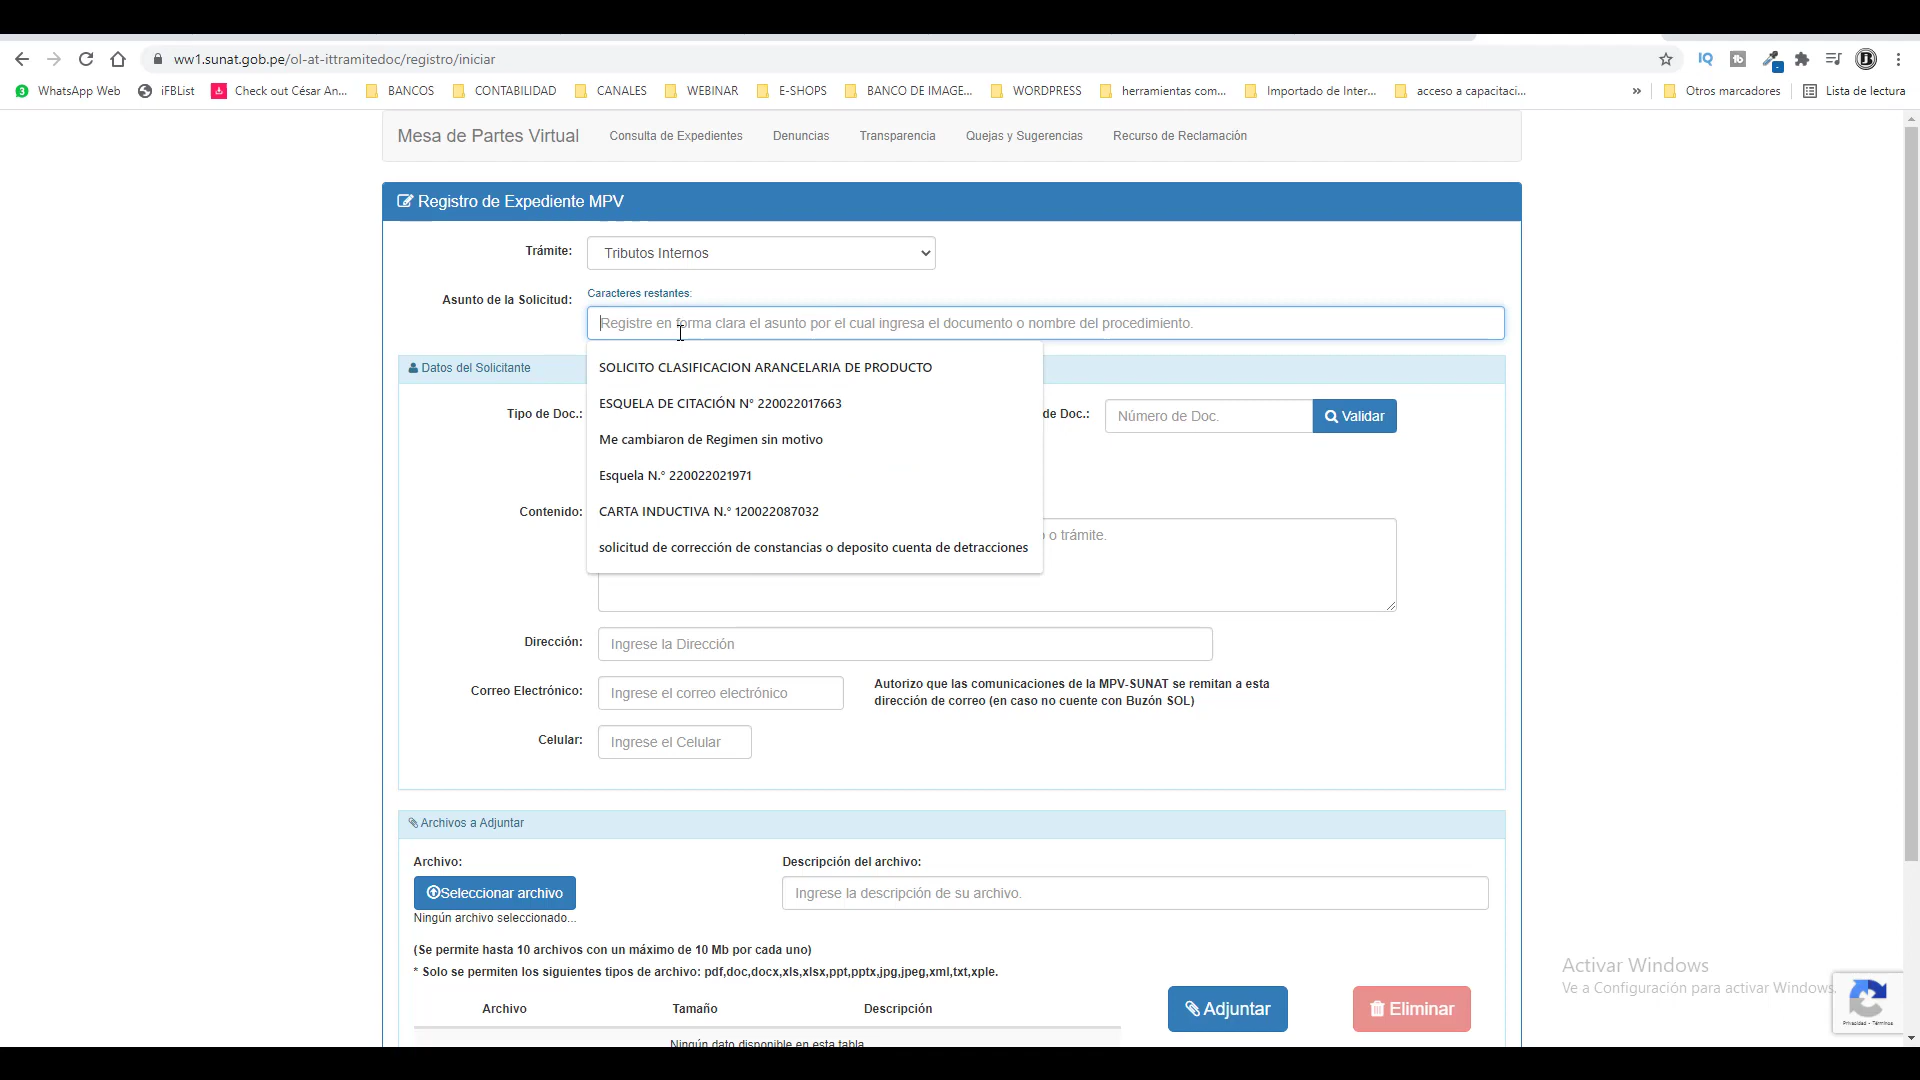 ww1.sunat.gob.pe/ol-at-ittramitedoc/registro/iniciar
WhatsApp Web
iFBList
Check out César An...
BANCOS
CONTABILIDAD
CANALES
WEBINAR
E-SHOPS
BANCO DE IMAGE...
WORDPRESS
herramientas com...
Importado de Inter...
acceso a capacitaci...
»
Otros marcadores
Lista de lectura
Mesa de Partes Virtual
Consulta de Expedientes
Denuncias
Transparencia
Quejas y Sugerencias
Recurso de Reclamación
Registro de Expediente MPV
Trámite:
Tributos Internos
Asunto de la Solicitud:
Caracteres restantes:
Registre en forma clara el asunto por el cual ingresa el documento o nombre del procedimiento.
SOLICITO CLASIFICACION ARANCELARIA DE PRODUCTO
ESQUELA DE CITACIÓN N° 220022017663
Me cambiaron de Regimen sin motivo
Esquela N.° 220022021971
CARTA INDUCTIVA N.° 120022087032
solicitud de corrección de constancias o deposito cuenta de detracciones
Datos del Solicitante
Tipo de Doc.:
de Doc.:
Número de Doc.
Validar
Contenido:
o trámite.
Dirección:
Ingrese la Dirección
Correo Electrónico:
Ingrese el correo electrónico
Autorizo que las comunicaciones de la MPV-SUNAT se remitan a esta
dirección de correo (en caso no cuente con Buzón SOL)
Celular:
Ingrese el Celular
Archivos a Adjuntar
Archivo:
Descripción del archivo:
Seleccionar archivo
Ingrese la descripción de su archivo.
Ningún archivo seleccionado...
(Se permite hasta 10 archivos con un máximo de 10 Mb por cada uno)
* Solo se permiten los siguientes tipos de archivo: pdf,doc,docx,xls,xlsx,ppt,pptx,jpg,jpeg,xml,txt,xple.
Archivo
Tamaño
Descripción
Adjuntar
Eliminar
Ningún dato disponible en esta tabla
Activar Windows
Ve a Configuración para activar Windows.
Privacidad - Términos